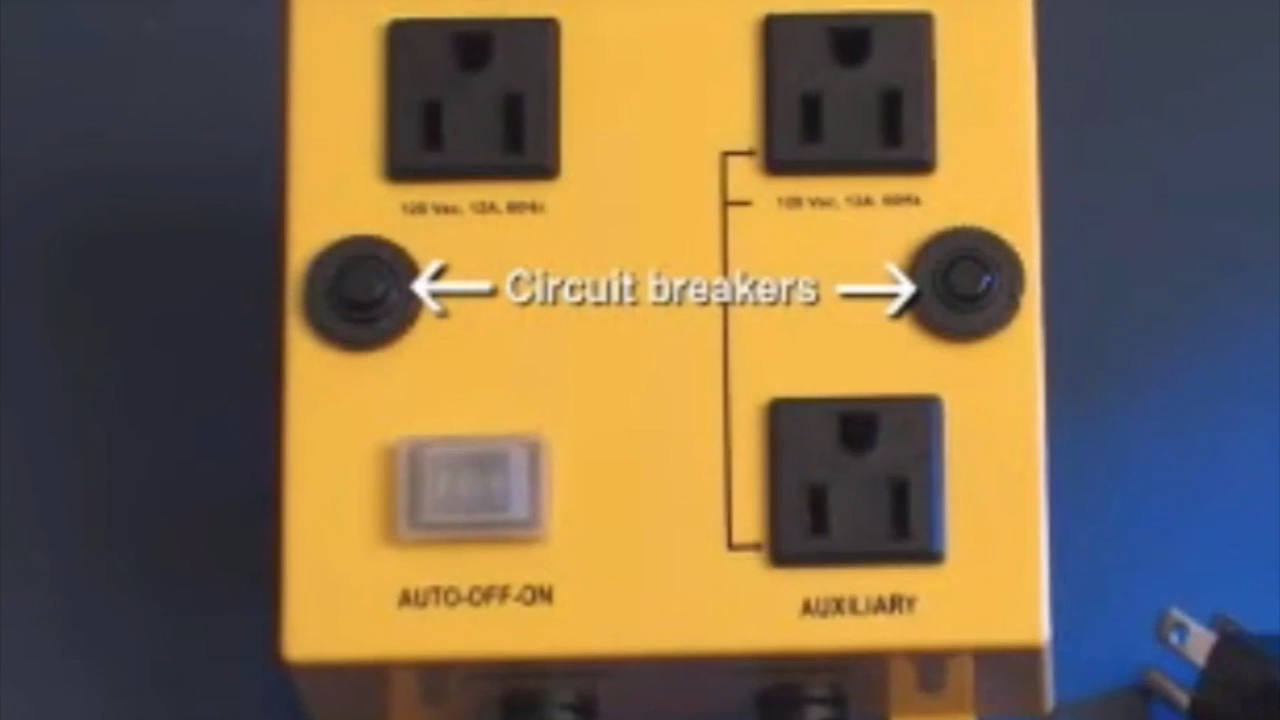 120 Vac, 12A, 60Hz
120 Vac, 12A, 60Hz
Circuit breakers
AUTO-OFF-ON
AUXILIARY